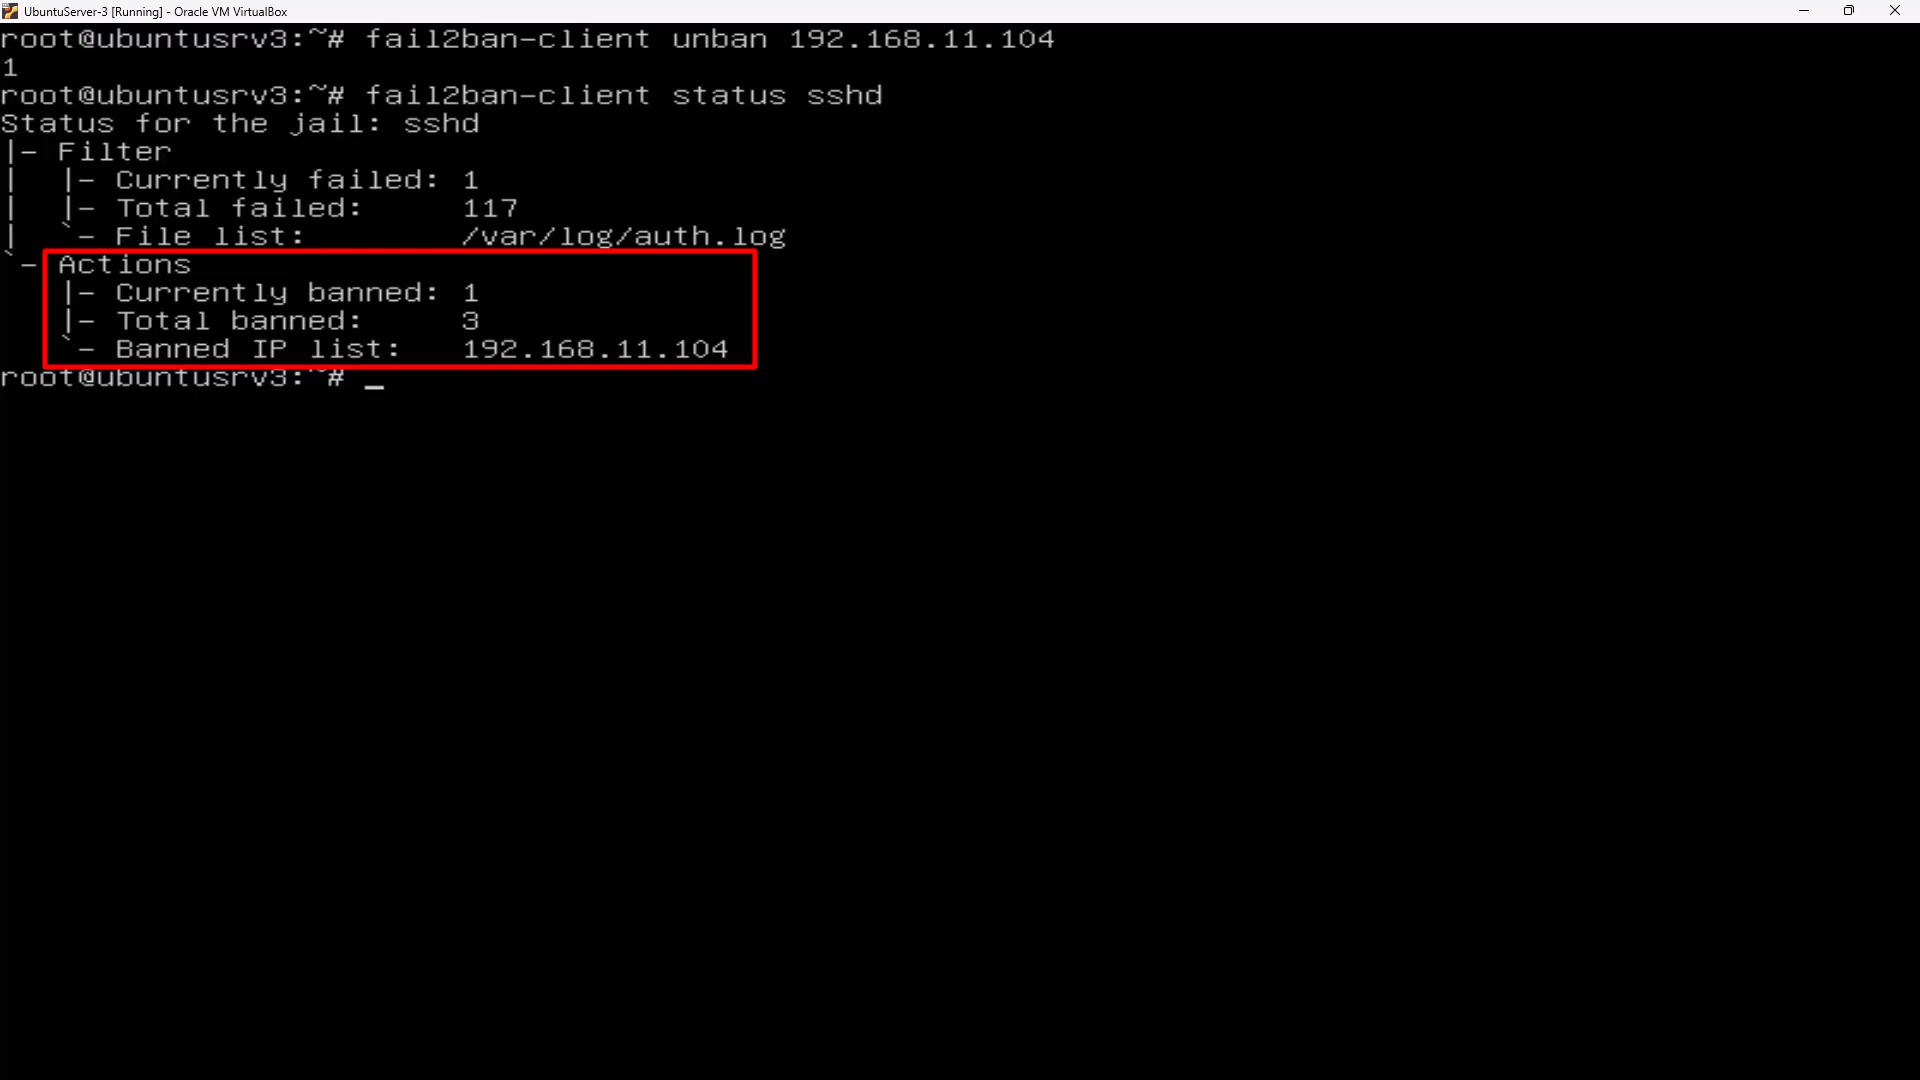 UbuntuServer-3 [Running] - Oracle VM VirtualBox
root@ubuntusrv3:~# fail2ban-client unban 192.168.11.104
1
root@ubuntusrv3:~# fail2ban-client status sshd
Status for the jail: sshd
|- Filter
|  |- Currently failed: 1
|  |- Total failed:     117
|  `- File list:        /var/log/auth.log
`- Actions
   |- Currently banned: 1
   |- Total banned:     3
   `- Banned IP list:   192.168.11.104
root@ubuntusrv3:~# _